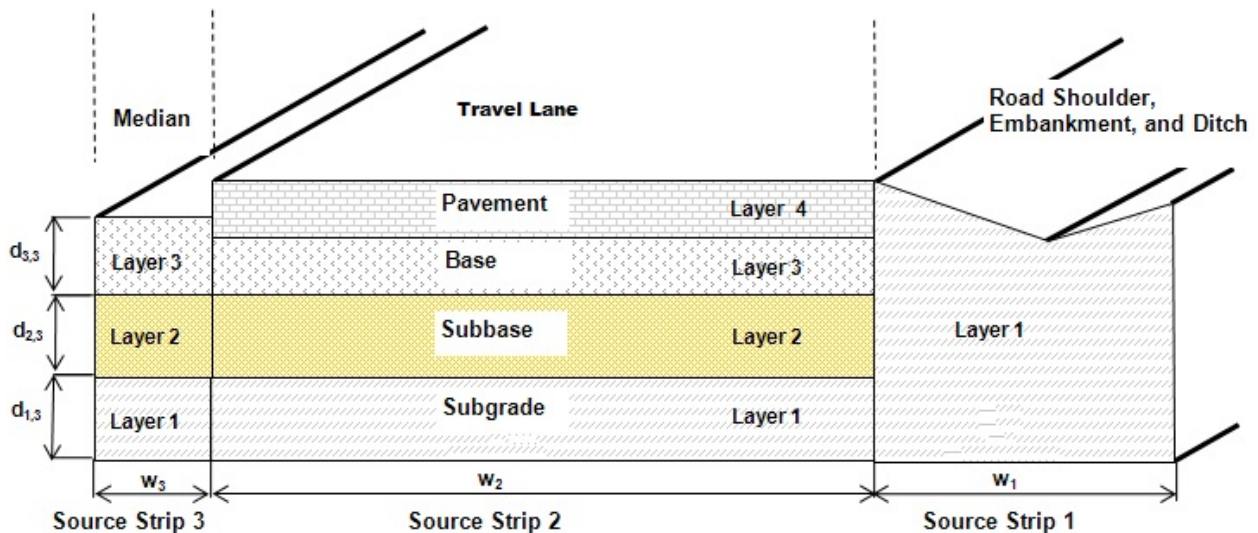 Median
Travel Lane
Road Shoulder,
Embankment, and Ditch
Pavement
Layer 4
d3,3
Layer 3
Base
Layer 3
d2,3
Layer 2
Subbase
Layer 2
Layer 1
d1,3
Layer 1
Subgrade
Layer 1
w3
w2
w1
Source Strip 3
Source Strip 2
Source Strip 1